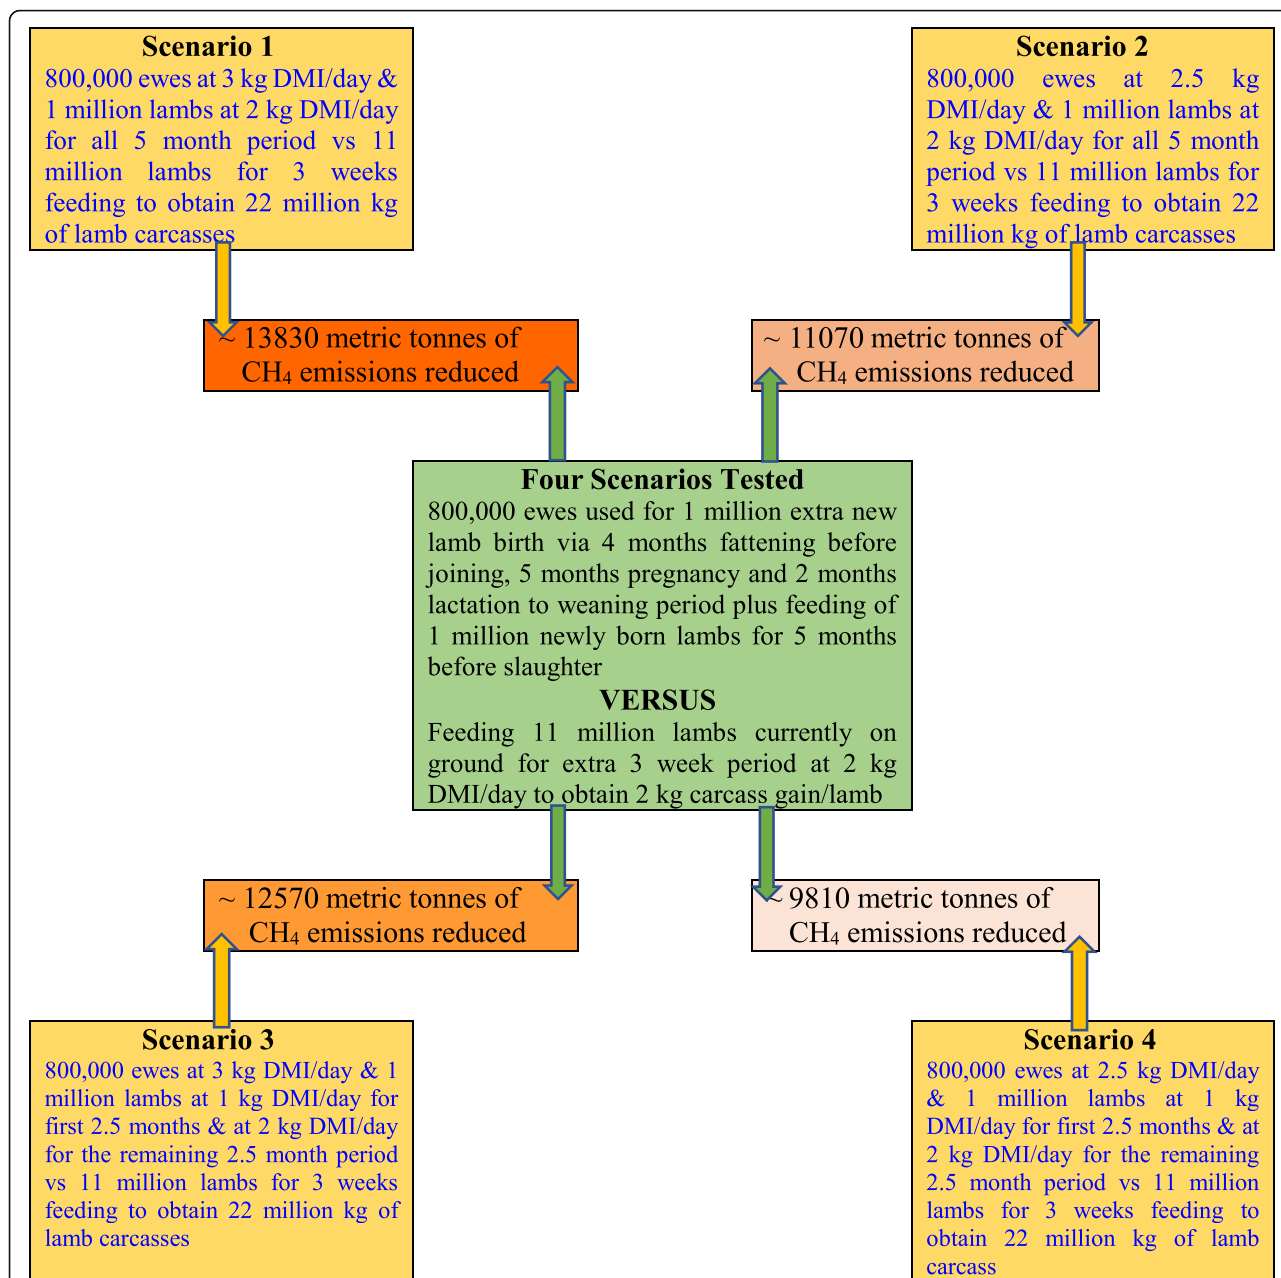 Scenario 1
800,000 ewes at 3 kg DMI/day &
1 million lambs at 2 kg DMI/day
for all 5 month period vs 11
million lambs for 3 weeks
feeding to obtain 22 million kg
of lamb carcasses
Scenario 2
800,000 ewes at 2.5 kg
DMI/day & 1 million lambs at
2 kg DMI/day for all 5 month
period vs 11 million lambs for
3 weeks feeding to obtain 22
million kg of lamb carcasses
~ 13830 metric tonnes of
CH₄ emissions reduced
~ 11070 metric tonnes of
CH₄ emissions reduced
Four Scenarios Tested
800,000 ewes used for 1 million extra new
lamb birth via 4 months fattening before
joining, 5 months pregnancy and 2 months
lactation to weaning period plus feeding of
1 million newly born lambs for 5 months
before slaughter
VERSUS
Feeding 11 million lambs currently on
ground for extra 3 week period at 2 kg
DMI/day to obtain 2 kg carcass gain/lamb
~ 12570 metric tonnes of
CH₄ emissions reduced
~ 9810 metric tonnes of
CH₄ emissions reduced
Scenario 3
800,000 ewes at 3 kg DMI/day & 1
million lambs at 1 kg DMI/day for
first 2.5 months & at 2 kg DMI/day
for the remaining 2.5 month period
vs 11 million lambs for 3 weeks
feeding to obtain 22 million kg of
lamb carcasses
Scenario 4
800,000 ewes at 2.5 kg DMI/day
& 1 million lambs at 1 kg
DMI/day for first 2.5 months & at
2 kg DMI/day for the remaining
2.5 month period vs 11 million
lambs for 3 weeks feeding to
obtain 22 million kg of lamb
carcass